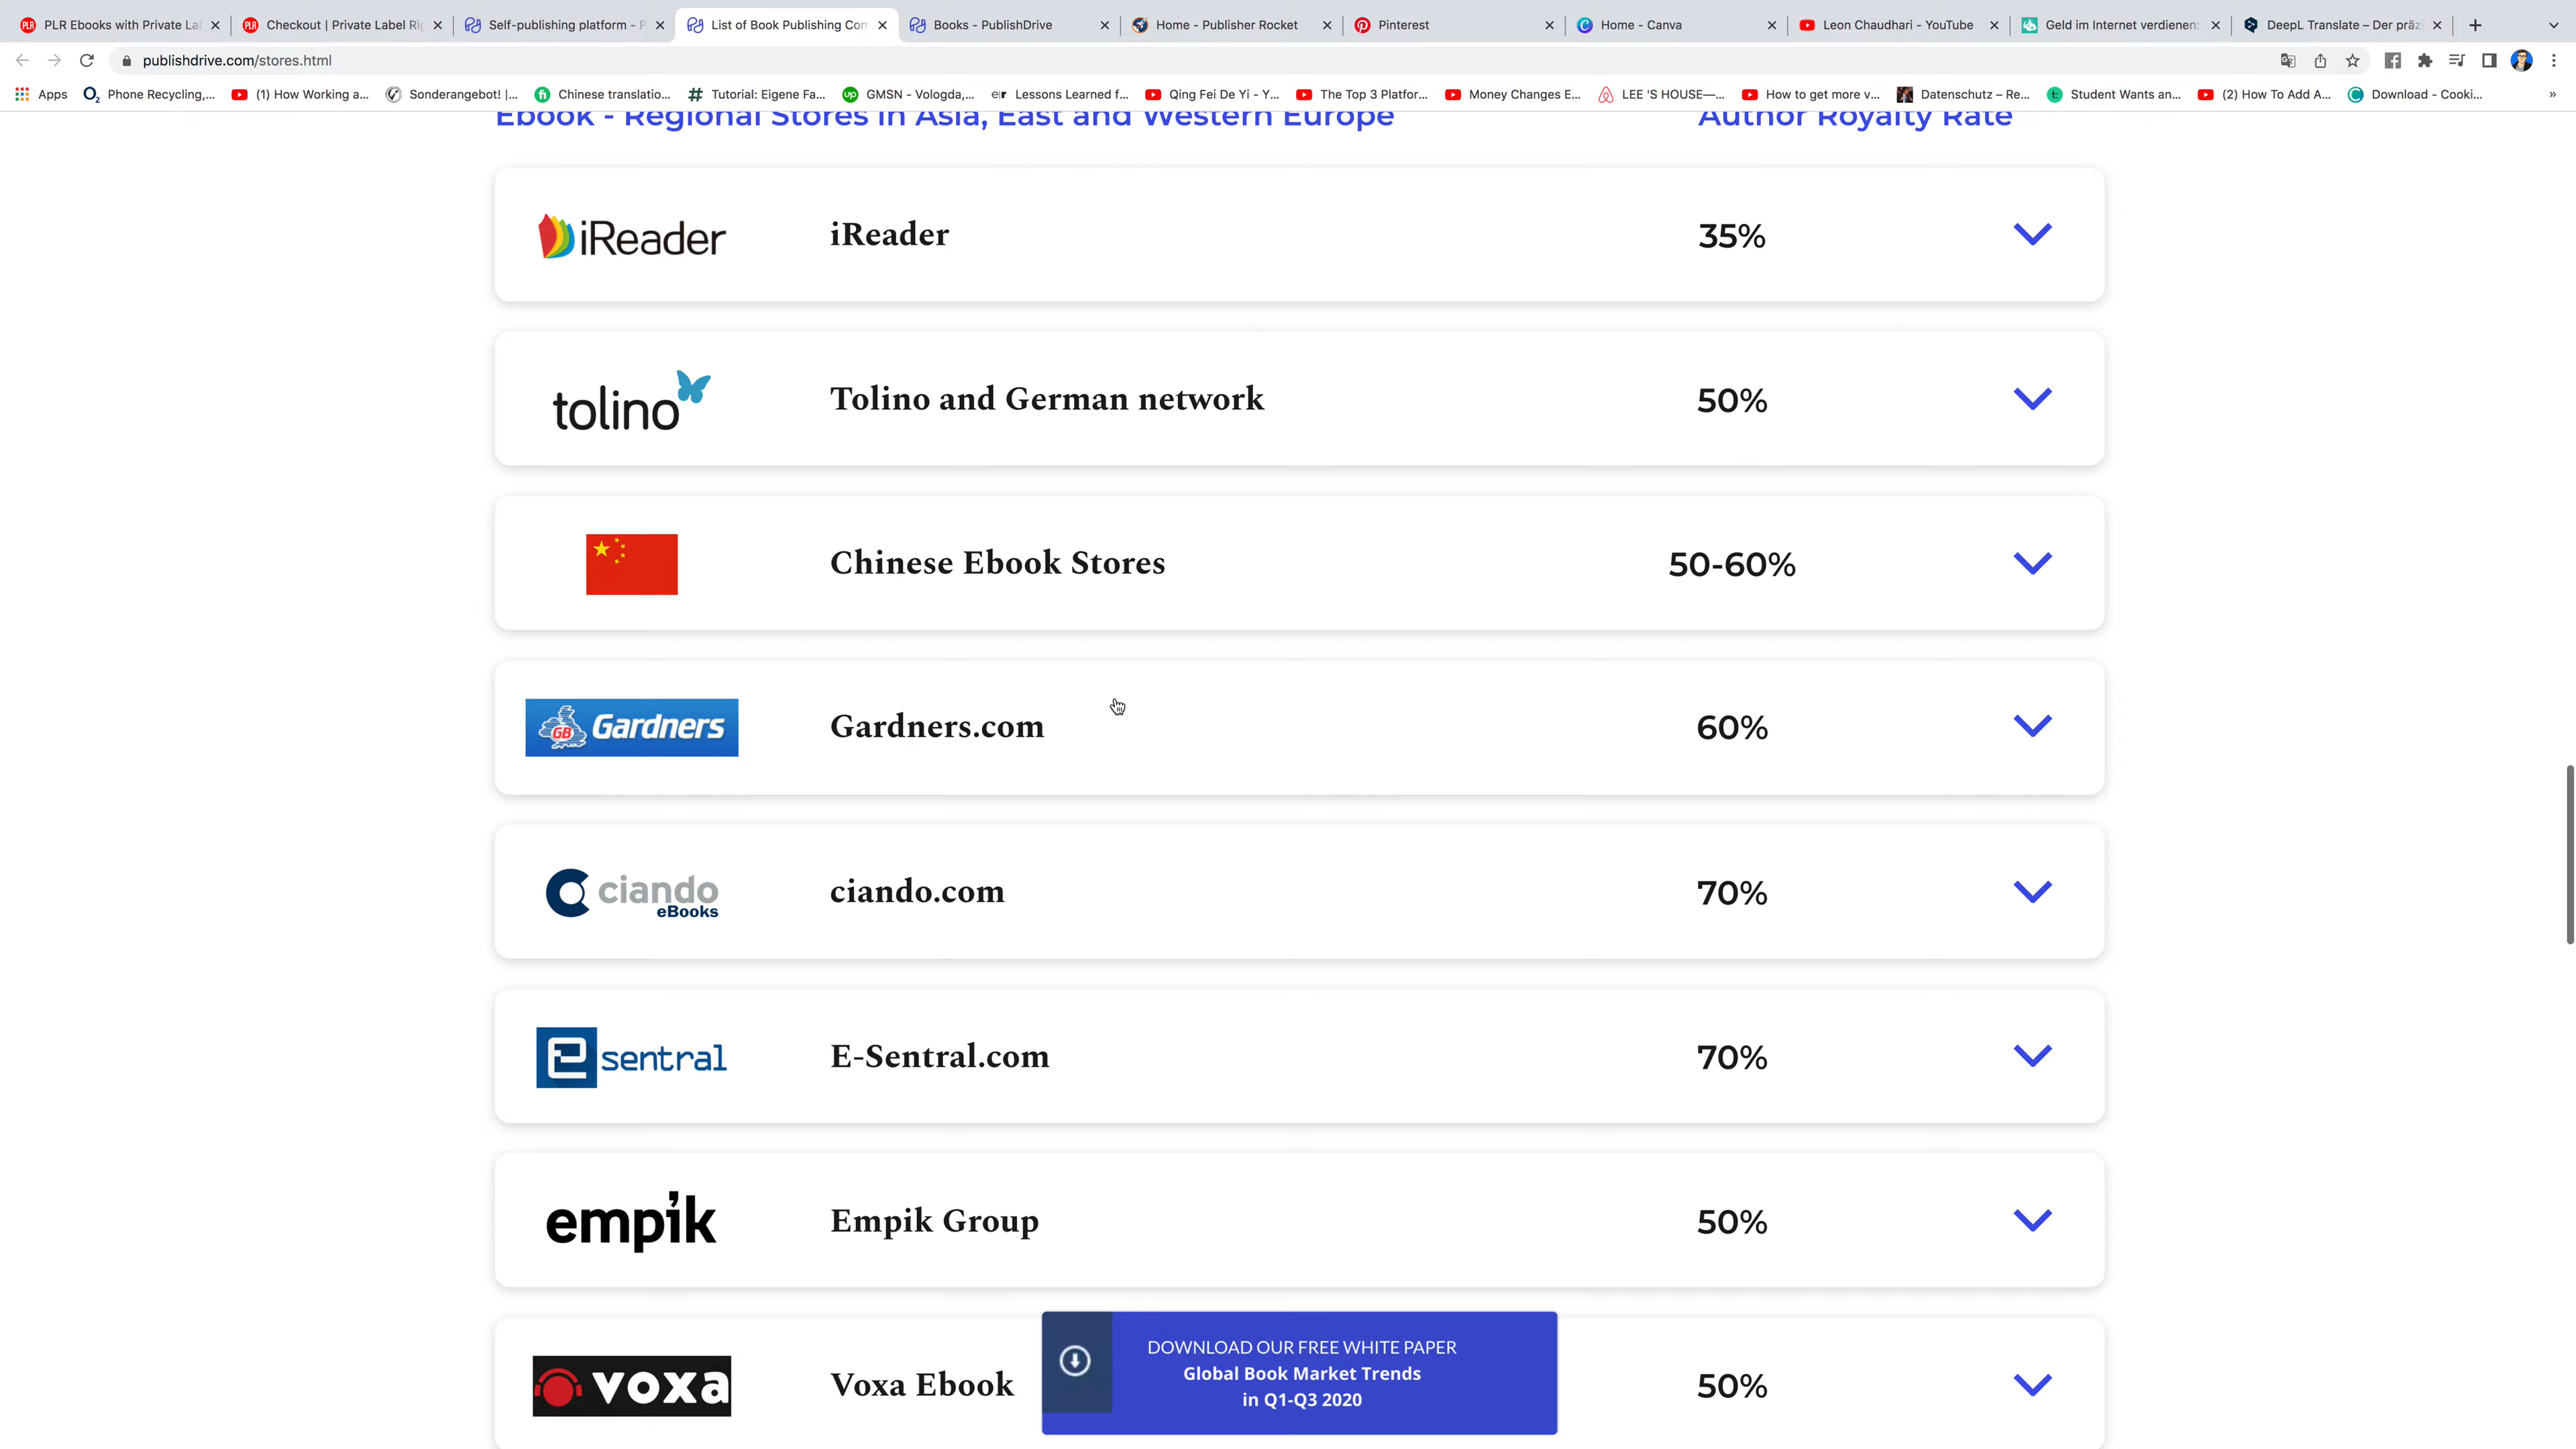 PLR Ebooks with Private La
Checkout | Private Label Ri
Self-publishing platform - P
List of Book Publishing Com
Books - PublishDrive
Home - Publisher Rocket
Pinterest
Home - Canva
Leon Chaudhari - YouTube
Geld im Internet verdienen:
DeepL Translate – Der präz
publishdrive.com/stores.html
Apps
Phone Recycling,...
(1) How Working a...
Sonderangebot! |...
Chinese translatio...
Tutorial: Eigene Fa...
GMSN - Vologda,...
Lessons Learned f...
Qing Fei De Yi - Y...
The Top 3 Platfor...
Money Changes E...
LEE 'S HOUSE—...
How to get more v...
Datenschutz – Re...
Student Wants an...
(2) How To Add A...
Download - Cooki...
»
Ebook - Regional Stores in Asia, East and Western Europe
Author Royalty Rate
iReader
iReader
35%
tolino
Tolino and German network
50%
Chinese Ebook Stores
50-60%
GB Gardners
Gardners.com
60%
ciando
eBooks
ciando.com
70%
e sentral
E-Sentral.com
70%
empik
Empik Group
50%
voxa
Voxa Ebook
50%
DOWNLOAD OUR FREE WHITE PAPER
Global Book Market Trends
in Q1-Q3 2020